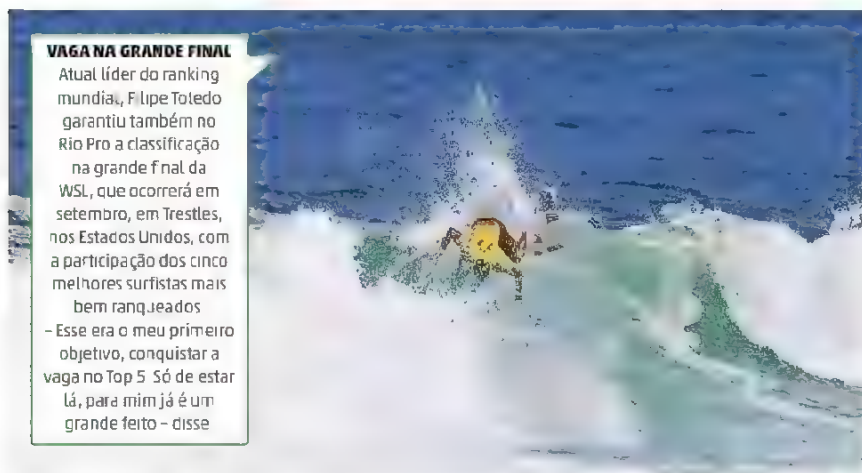 VAGA NA GRANDE FINAL
Atual líder do ranking
mundial, Filipe Toledo
garantiu também no
Rio Pro a classificação
na grande final da
WSL, que ocorrerá em
setembro, em Trestles,
nos Estados Unidos, com
a participação dos cinco
melhores surfistas mais
bem ranqueados
– Esse era o meu primeiro
objetivo, conquistar a
vaga no Top 5 Só de estar
lá, para mim já é um
grande feito – disse